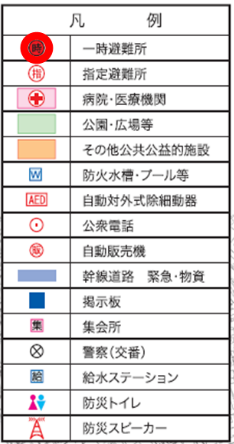 凡 例
時 一時避難所
指 指定避難所
病院・医療機関
公園・広場等
その他公共公益的施設
W 防火水槽・プール等
AED 自動対外式除細動器
公衆電話
自動販売機
幹線道路 緊急・物資
掲示板
集 集会所
警察（交番）
給 給水ステーション
防災トイレ
防災スピーカー